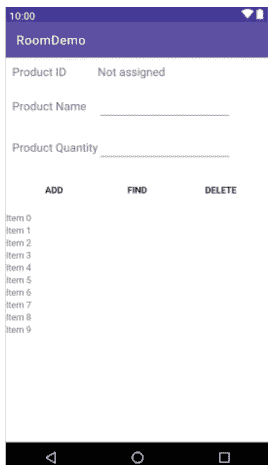 10:00
RoomDemo
Product ID Not assigned
Product Name
Product Quantity
ADD FIND DELETE
Item 0
Item 1
Item 2
Item 3
Item 4
Item 5
Item 6
Item 7
Item 8
Item 9